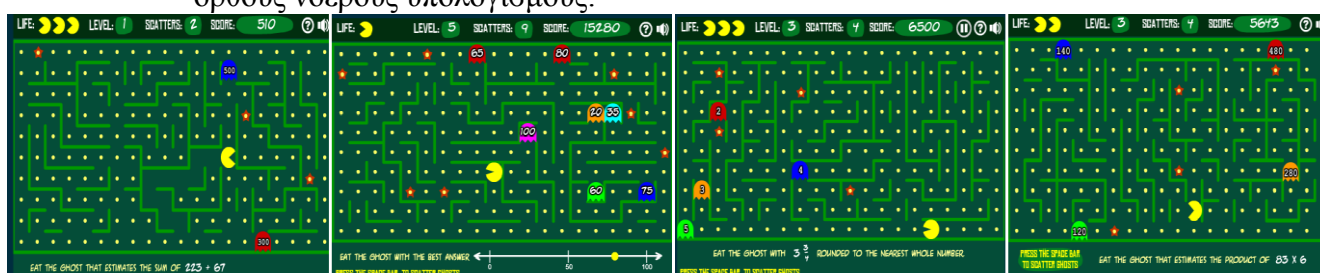 ορθούς νοερούς υπολογισμούς.
LIFE: LEVEL: 1 SCATTERS: 2 SCORE: 510 ?
500
300
EAT THE GHOST THAT ESTIMATES THE SUM OF 223 + 67
LIFE: LEVEL: 5 SCATTERS: 9 SCORE: 15280 ?
65 80
20 35
100
60 75
EAT THE GHOST WITH THE BEST ANSWER
0 50 100
PRESS THE SPACE BAR TO SCATTER GHOSTS
LIFE: LEVEL: 3 SCATTERS: 4 SCORE: 6500 ?
2
4
3
5
EAT THE GHOST WITH 3 3/4 ROUNDED TO THE NEAREST WHOLE NUMBER.
PRESS THE SPACE BAR
LIFE: LEVEL: 3 SCATTERS: 4 SCORE: 5643 ?
140 480
280
120
PRESS THE SPACE BAR
TO SCATTER GHOSTS
EAT THE GHOST THAT ESTIMATES THE PRODUCT OF 83 X 6